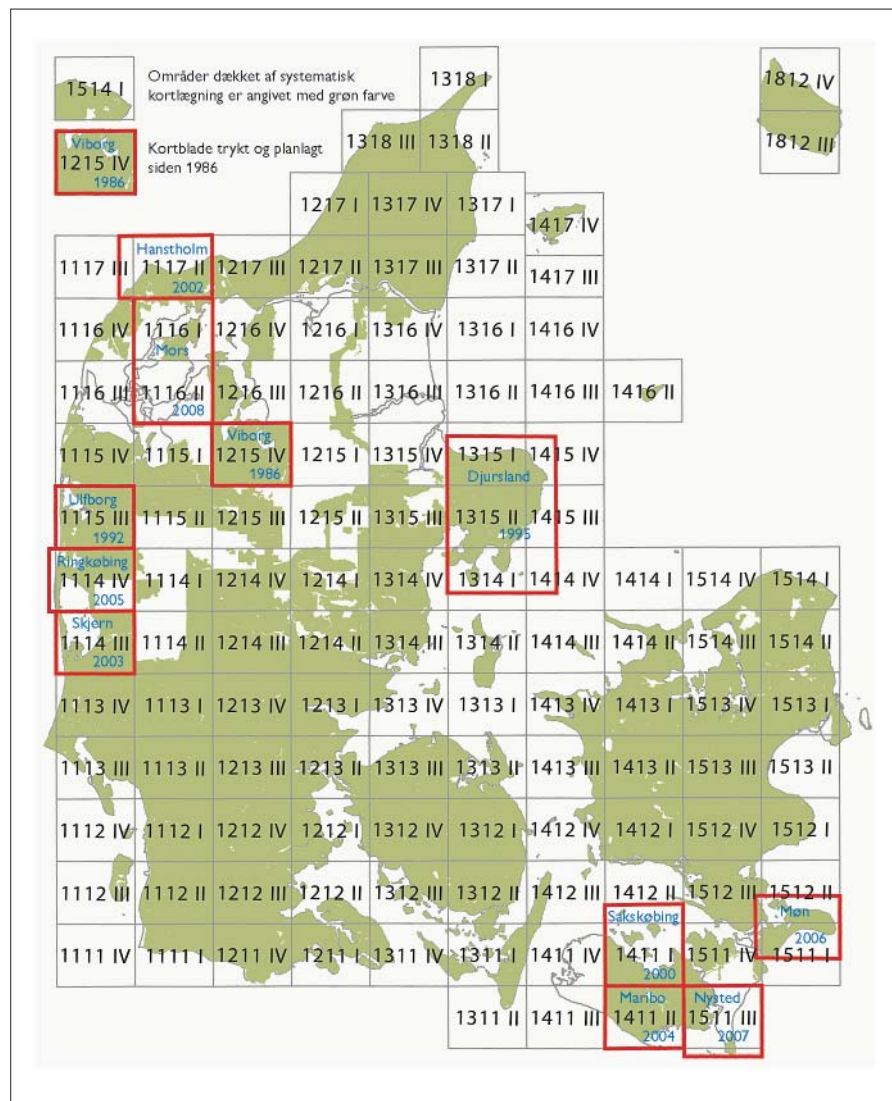 1514 I
Områder dækket af systematisk
kortlægning er angivet med grøn farve
Viborg
1215 IV
1986
Kortblade trykt og planlagt
siden 1986
1318 I
1812 IV
1318 III 1318 II
1812 III
1217 I 1317 IV 1317 I
1417 IV
Hanstholm
1117 III 1117 II 1217 III 1217 II 1317 III 1317 II
2002
1417 III
1116 IV 1116 I 1216 IV 1216 I 1316 IV 1316 I 1416 IV
Mors
1116 III 1116 II 1216 III 1216 II 1316 III 1316 II 1416 III 1416 II
2008
Viborg
1115 IV 1115 I 1215 IV 1215 I 1315 IV 1315 I 1415 IV
1986
Djursland
Ulfborg
1115 III 1115 II 1215 III 1215 II 1315 III 1315 II 1415 III
1992
1995
Ringkøbing
1114 IV 1114 I 1214 IV 1214 I 1314 IV 1314 I 1414 IV 1414 I 1514 IV 1514 I
2005
Skjern
1114 III 1114 II 1214 III 1214 II 1314 III 1314 II 1414 III 1414 II 1514 III 1514 II
2003
1113 IV 1113 I 1213 IV 1213 I 1313 IV 1313 I 1413 IV 1413 I 1513 IV 1513 I
1113 III 1113 II 1213 III 1213 II 1313 III 1313 II 1413 III 1413 II 1513 III 1513 II
1112 IV 1112 I 1212 IV 1212 I 1312 IV 1312 I 1412 IV 1412 I 1512 IV 1512 I
1112 III 1112 II 1212 III 1212 II 1312 III 1312 II 1412 III 1412 II 1512 III 1512 II
Sakskøbing
Møn
2006
1111 IV 1111 I 1211 IV 1211 I 1311 IV 1311 I 1411 IV 1411 I 1511 IV 1511 I
2000
Maribo
Nysted
1311 II 1411 III 1411 II 1511 III
2004
2007